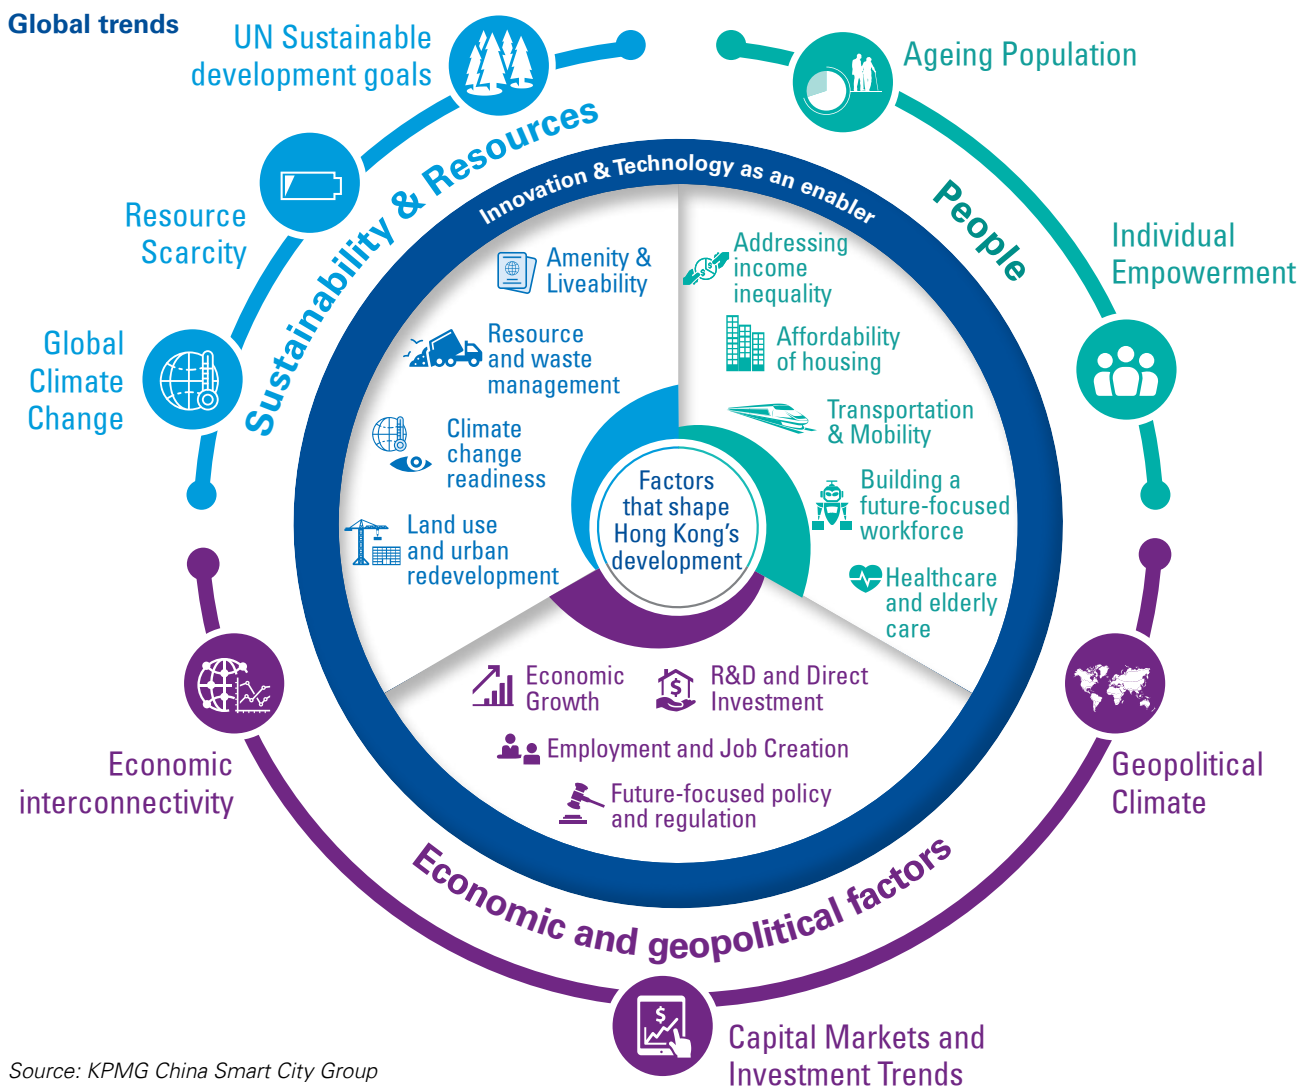 Global trends
UN Sustainable
development goals
Resource
Scarcity
Global
Climate
Change
Sustainability & Resources
Ageing Population
Individual
Empowerment
People
Innovation & Technology as an enabler
Amenity &
Liveability
Resource
and waste
management
Climate
change
readiness
Land use
and urban
redevelopment
Addressing
income
inequality
Affordability
of housing
Transportation
& Mobility
Building a
future-focused
workforce
Healthcare
and elderly
care
Factors
that shape
Hong Kong's
development
Economic
Growth
R&D and Direct
Investment
Employment and Job Creation
Future-focused policy
and regulation
Economic
interconnectivity
Geopolitical
Climate
Economic and geopolitical factors
Capital Markets and
Investment Trends
Source: KPMG China Smart City Group